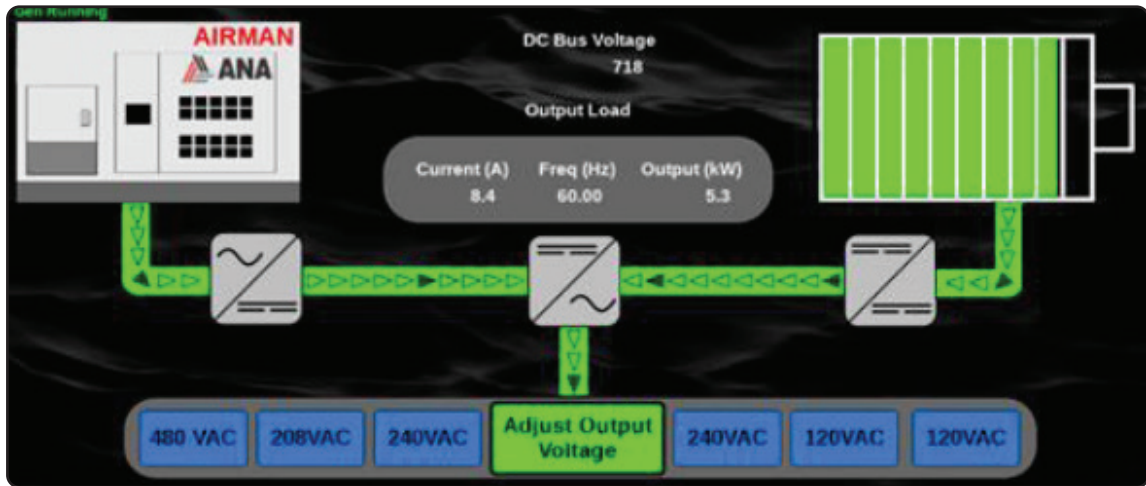 Gen Running
AIRMAN
ANA
DC Bus Voltage
718
Output Load
Current (A) Freq (Hz) Output (kW)
8.4 60.00 5.3
480 VAC 208VAC 240VAC Adjust Output 240VAC 120VAC 120VAC
Voltage